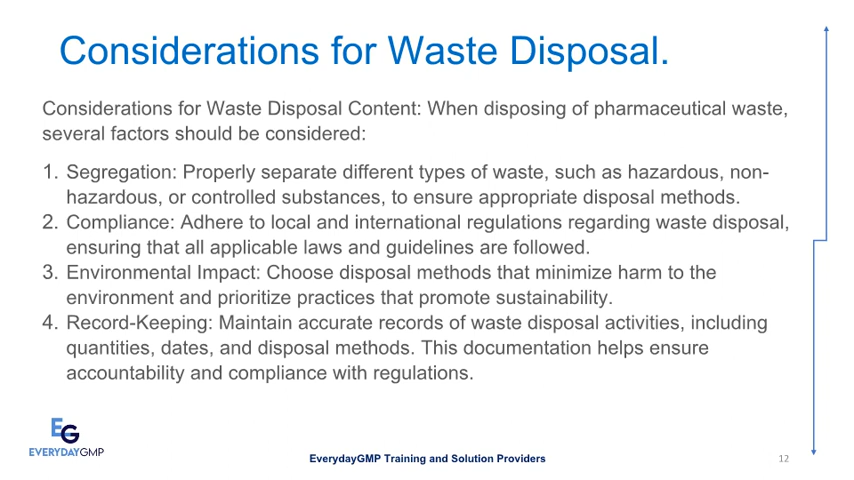 Considerations for Waste Disposal.
Considerations for Waste Disposal Content: When disposing of pharmaceutical waste,
several factors should be considered:
1. Segregation: Properly separate different types of waste, such as hazardous, non-
hazardous, or controlled substances, to ensure appropriate disposal methods.
2. Compliance: Adhere to local and international regulations regarding waste disposal,
ensuring that all applicable laws and guidelines are followed.
3. Environmental Impact: Choose disposal methods that minimize harm to the
environment and prioritize practices that promote sustainability.
4. Record-Keeping: Maintain accurate records of waste disposal activities, including
quantities, dates, and disposal methods. This documentation helps ensure
accountability and compliance with regulations.
EG
EVERYDAYGMP
EverydayGMP Training and Solution Providers
12